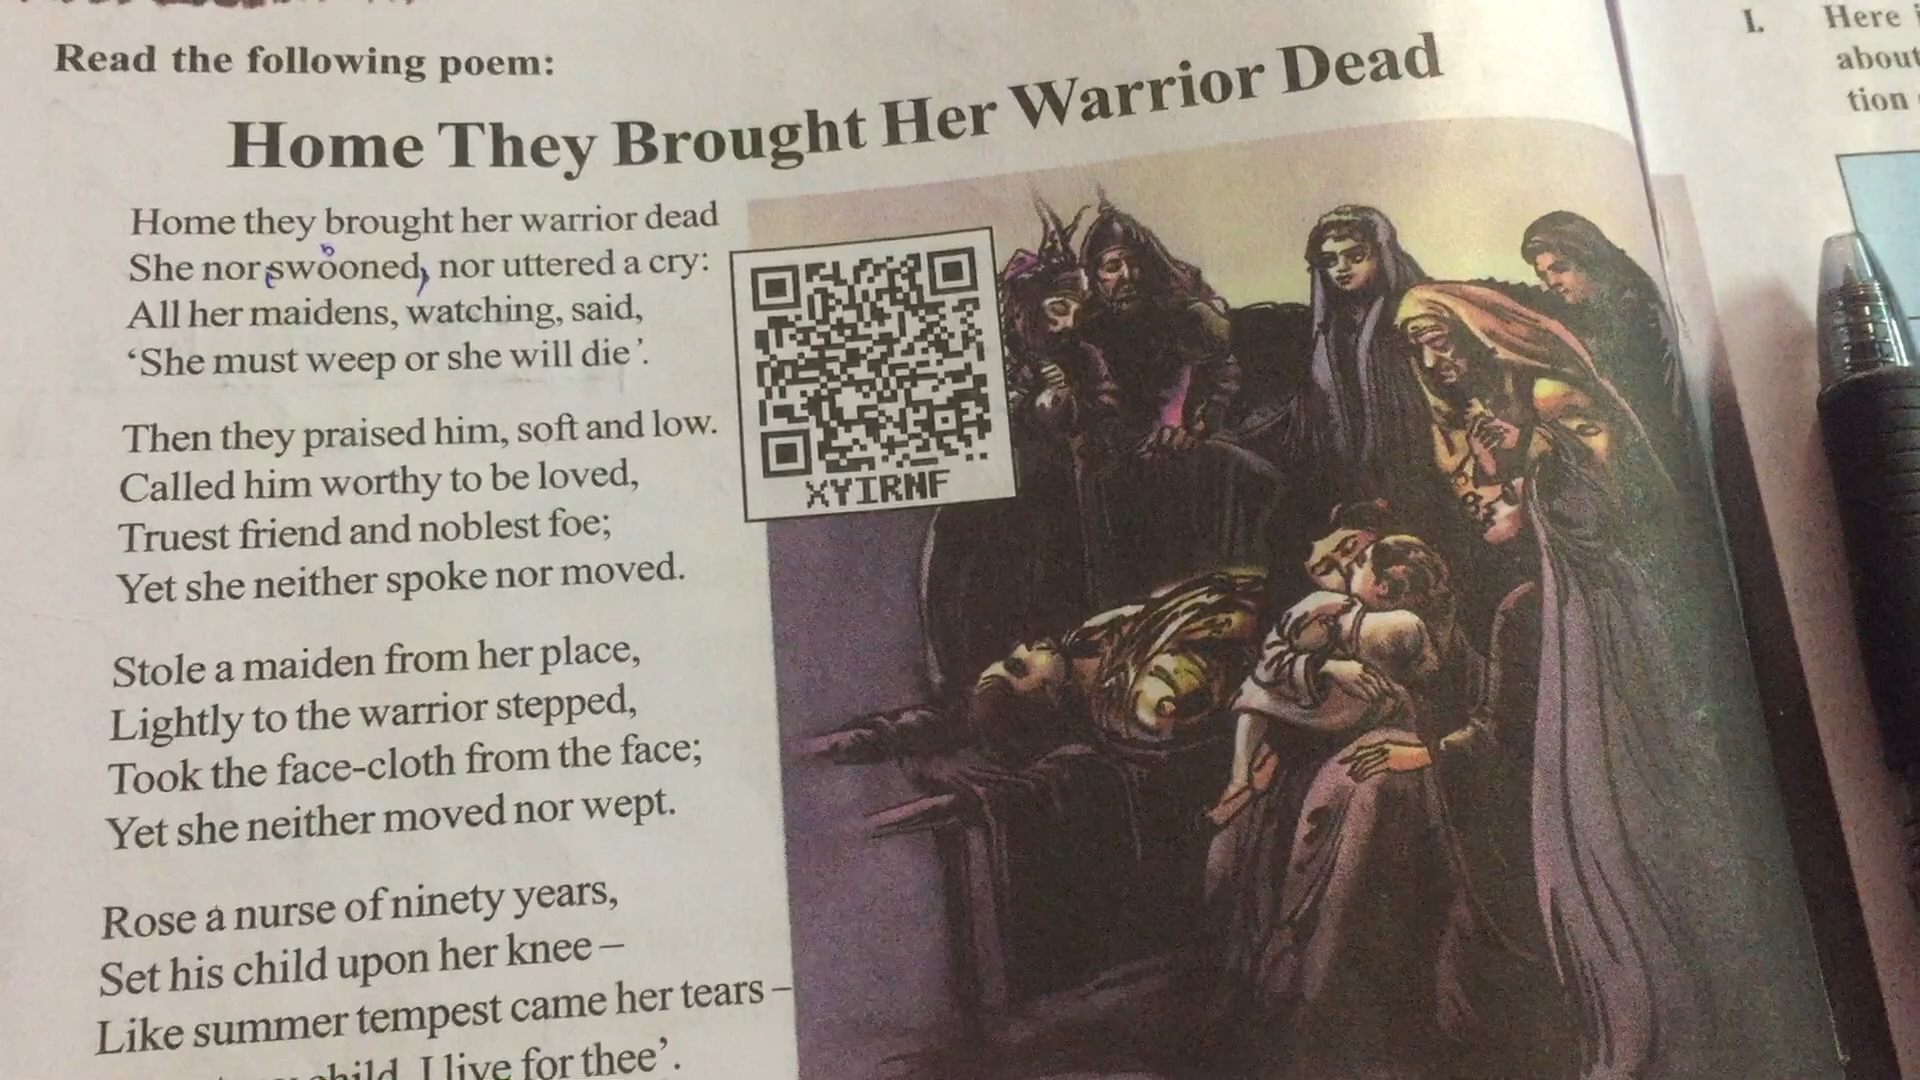 Read the following poem:
Home They Brought Her Warrior Dead
Home they brought her warrior dead
She nor swooned, nor uttered a cry:
All her maidens, watching, said,
‘She must weep or she will die’.
XYIRNF
Then they praised him, soft and low.
Called him worthy to be loved,
Truest friend and noblest foe;
Yet she neither spoke nor moved.
Stole a maiden from her place,
Lightly to the warrior stepped,
Took the face-cloth from the face;
Yet she neither moved nor wept.
Rose a nurse of ninety years,
Set his child upon her knee –
Like summer tempest came her tears –
child, I live for thee’.
I. Here
about
tion